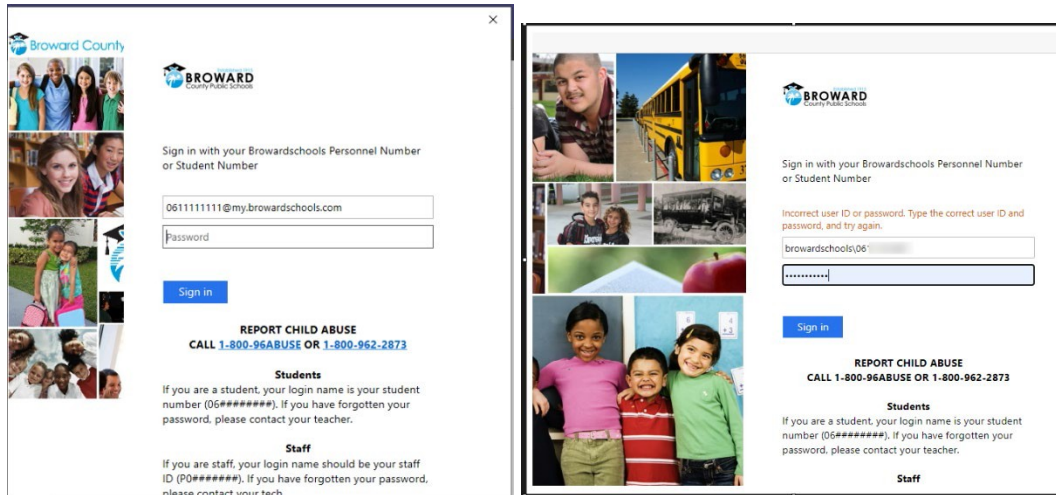 Broward County
BROWARD
County Public Schools
Sign in with your Browardschools Personnel Number
or Student Number
0611111111@my.browardschools.com
Password
Sign in
REPORT CHILD ABUSE
CALL 1-800-96ABUSE OR 1-800-962-2873
Students
If you are a student, your login name is your student
number (06########). If you have forgotten your
password, please contact your teacher.
Staff
If you are staff, your login name should be your staff
ID (P0#######). If you have forgotten your password,
please contact your tech
BROWARD
County Public Schools
Sign in with your Browardschools Personnel Number
or Student Number
Incorrect user ID or password. Type the correct user ID and
password, and try again.
browardschools\06
Sign in
REPORT CHILD ABUSE
CALL 1-800-96ABUSE OR 1-800-962-2873
Students
If you are a student, your login name is your student
number (06########). If you have forgotten your
password, please contact your teacher.
Staff